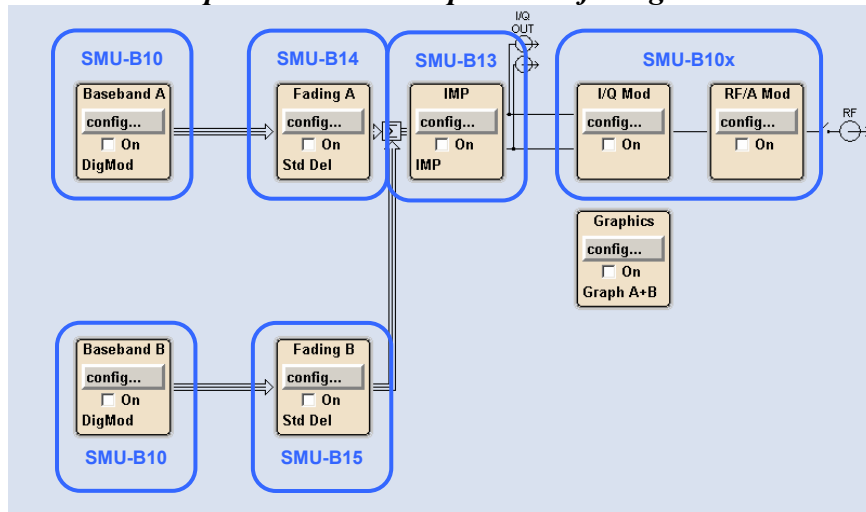 I/Q
OUT
SMU-B10
SMU-B14
SMU-B13
SMU-B10x
Baseband A
config...
On
DigMod
Fading A
config...
On
Std Del
Σ
IMP
config...
On
IMP
I/Q Mod
config...
On
RF/A Mod
config...
On
RF
Graphics
config...
On
Graph A+B
Baseband B
config...
On
DigMod
SMU-B10
Fading B
config...
On
Std Del
SMU-B15